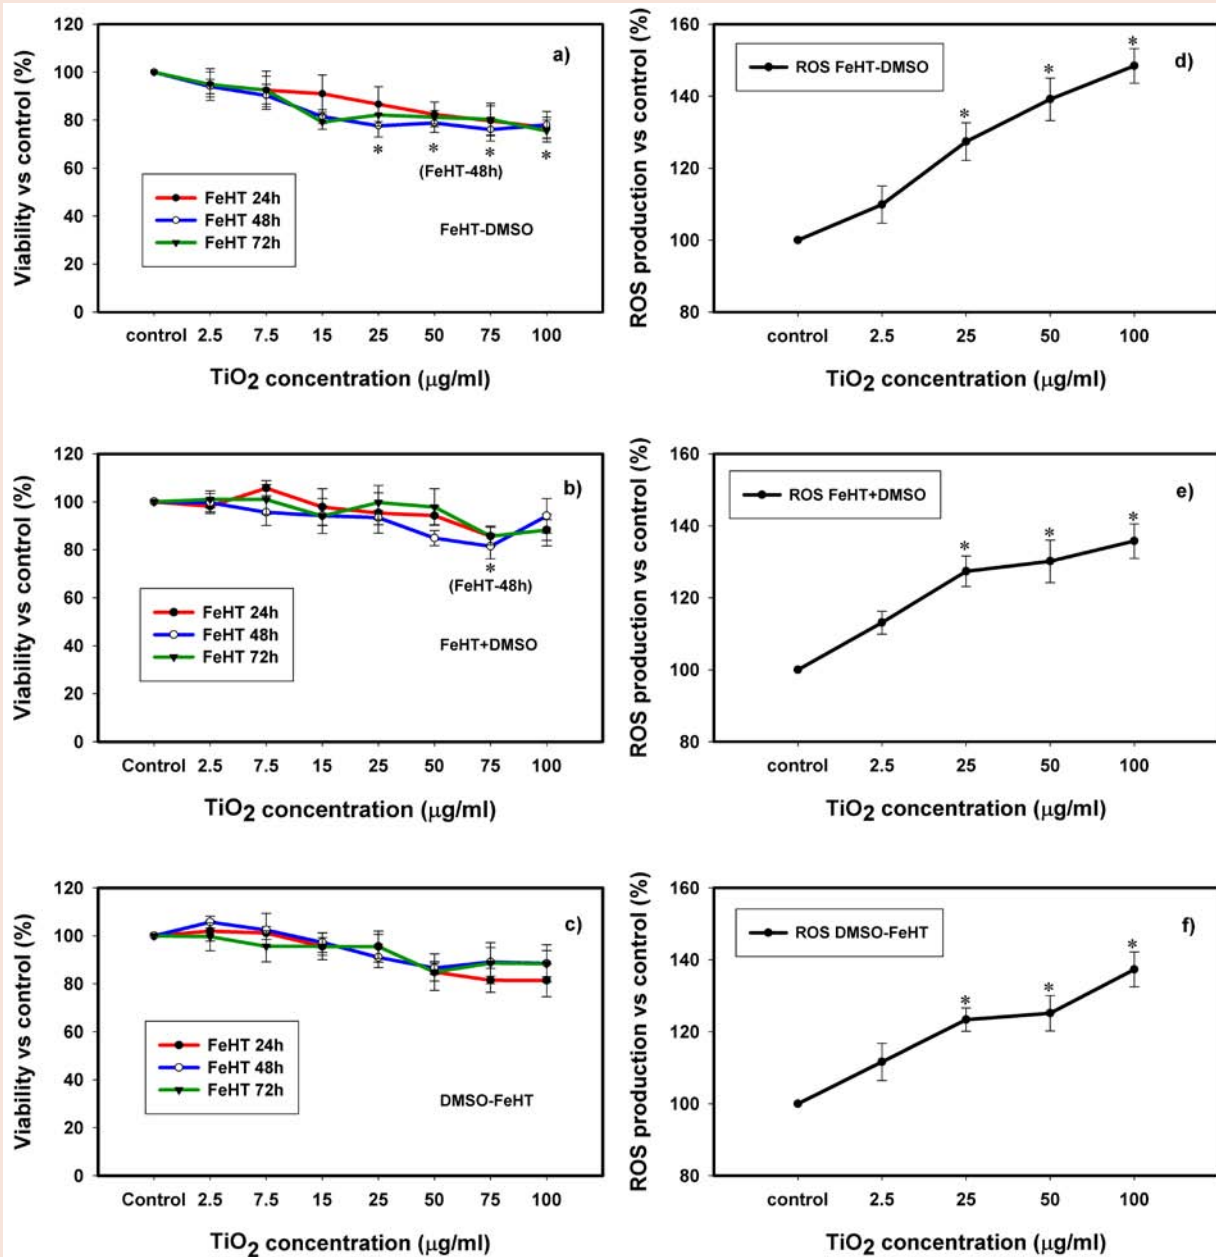 120
100
80
60
40
20
0
Viability vs control (%)
a)
* * * *
(FeHT-48h)
FeHT 24h
FeHT 48h
FeHT 72h
FeHT-DMSO
control 2.5 7.5 15 25 50 75 100
TiO2 concentration (µg/ml)
160
140
120
100
80
ROS production vs control (%)
ROS FeHT-DMSO
d)
* * *
control 2.5 25 50 100
TiO2 concentration (µg/ml)
120
100
80
60
40
20
0
Viability vs control (%)
b)
*
(FeHT-48h)
FeHT 24h
FeHT 48h
FeHT 72h
FeHT+DMSO
Control 2.5 7.5 15 25 50 75 100
TiO2 concentration (µg/ml)
160
140
120
100
80
ROS production vs control (%)
ROS FeHT+DMSO
e)
* * *
control 2.5 25 50 100
TiO2 concentration (µg/ml)
120
100
80
60
40
20
0
Viability vs control (%)
c)
FeHT 24h
FeHT 48h
FeHT 72h
DMSO-FeHT
Control 2.5 7.5 15 25 50 75 100
TiO2 concentration (µg/ml)
160
140
120
100
80
ROS production vs control (%)
ROS DMSO-FeHT
f)
* * *
control 2.5 25 50 100
TiO2 concentration (µg/ml)